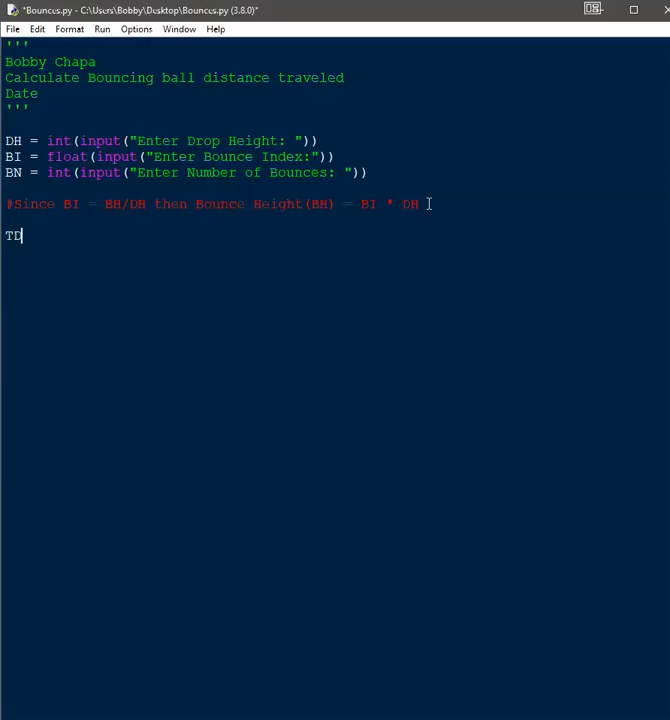 *Bounces.py - C:\Users\Bobby\Desktop\Bounces.py (3.8.0)*
File Edit Format Run Options Window Help
'''
Bobby Chapa
Calculate Bouncing ball distance traveled
Date
'''
DH = int(input("Enter Drop Height: "))
BI = float(input("Enter Bounce Index:"))
BN = int(input("Enter Number of Bounces: "))
#Since BI = BH/DH then Bounce Height(BH) = BI * DH
TD